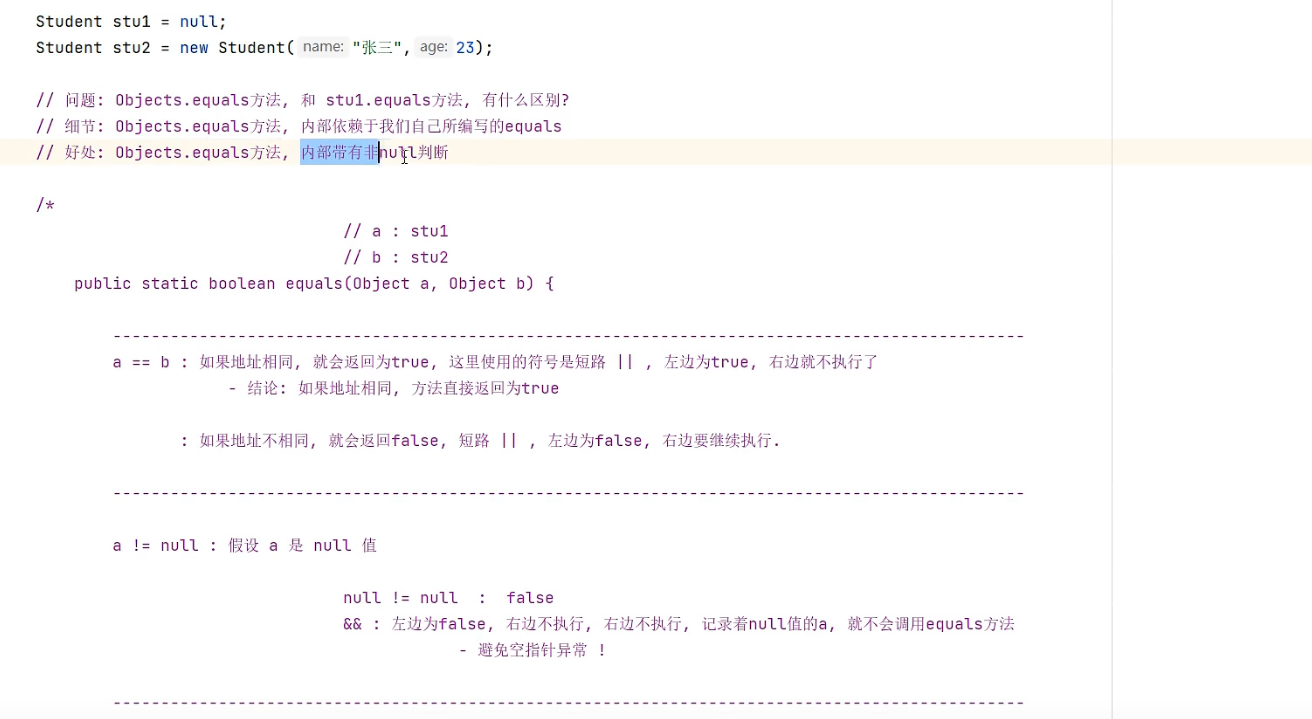 Student stu1 = null;
Student stu2 = new Student( name: "张三", age: 23);
// 问题: Objects.equals方法, 和 stu1.equals方法, 有什么区别?
// 细节: Objects.equals方法, 内部依赖于我们自己所编写的equals
// 好处: Objects.equals方法, 内部带有非null判断
/*
// a : stu1
// b : stu2
public static boolean equals(Object a, Object b) {
-----------------------------------------------------------------------------------------------
a == b : 如果地址相同, 就会返回为true, 这里使用的符号是短路 || , 左边为true, 右边就不执行了
- 结论: 如果地址相同, 方法直接返回为true
: 如果地址不相同, 就会返回false, 短路 || , 左边为false, 右边要继续执行.
-----------------------------------------------------------------------------------------------
a != null : 假设 a 是 null 值
null != null : false
&& : 左边为false, 右边不执行, 右边不执行, 记录着null值的a, 就不会调用equals方法
- 避免空指针异常 !
-----------------------------------------------------------------------------------------------